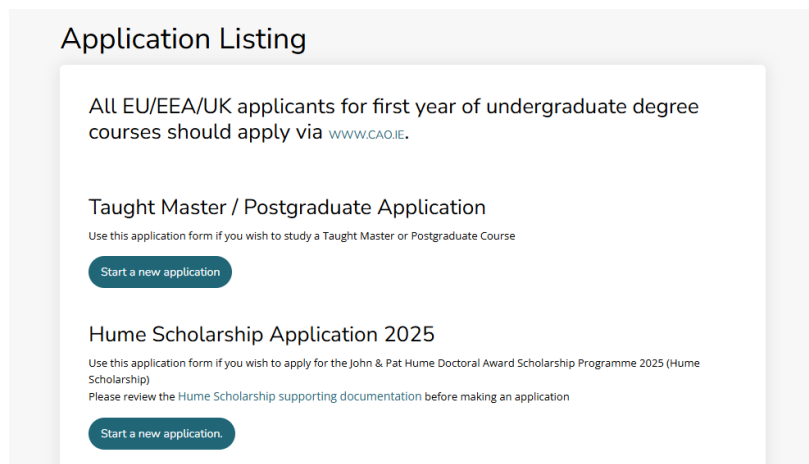 Application Listing
All EU/EEA/UK applicants for first year of undergraduate degree
courses should apply via WWW.CAO.IE.
Taught Master / Postgraduate Application
Use this application form if you wish to study a Taught Master or Postgraduate Course
Start a new application
Hume Scholarship Application 2025
Use this application form if you wish to apply for the John & Pat Hume Doctoral Award Scholarship Programme 2025 (Hume
Scholarship)
Please review the Hume Scholarship supporting documentation before making an application
Start a new application.